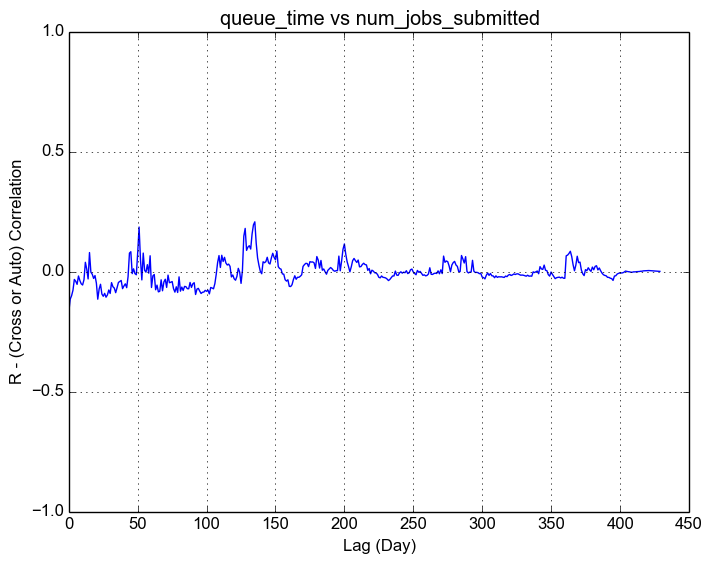 queue_time vs num_jobs_submitted
1.0
0.5
0.0
−0.5
−1.0
R - (Cross or Auto) Correlation
0 50 100 150 200 250 300 350 400 450
Lag (Day)